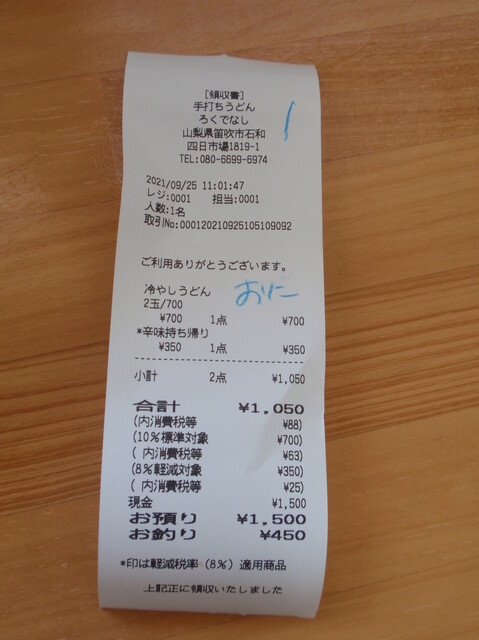 [領収書]
手打ちうどん
ろくでなし
山梨県笛吹市石和
四日市場1819-1
TEL:080-6699-6974
2021/09/25 11:01:47
レジ:0001 担当:0001
人数:1名
取引No:000120210925105109092
ご利用ありがとうございます。
冷やしうどん おに
2玉/700
¥700 1点 ¥700
*辛味持ち帰り
¥350 1点 ¥350
小計 2点 ¥1,050
合計 ¥1,050
(内消費税等 ¥88)
(10%標準対象 ¥700)
( 内消費税等 ¥63)
(8%軽減対象 ¥350)
( 内消費税等 ¥25)
現金 ¥1,500
お預り ¥1,500
お釣り ¥450
*印は軽減税率(8%)適用商品
上記正に領収いたしました